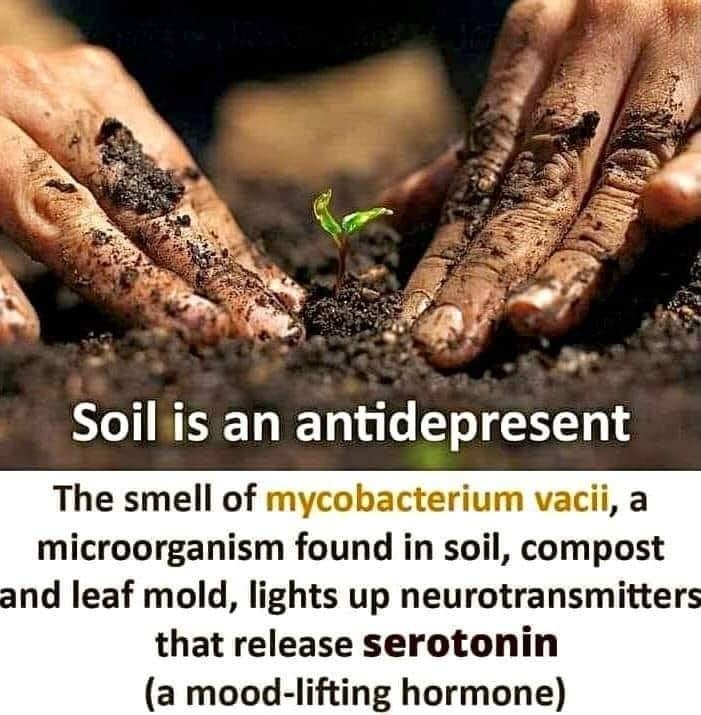 Soil is an antidepresent
The smell of mycobacterium vacii, a
microorganism found in soil, compost
and leaf mold, lights up neurotransmitters
that release serotonin
(a mood-lifting hormone)